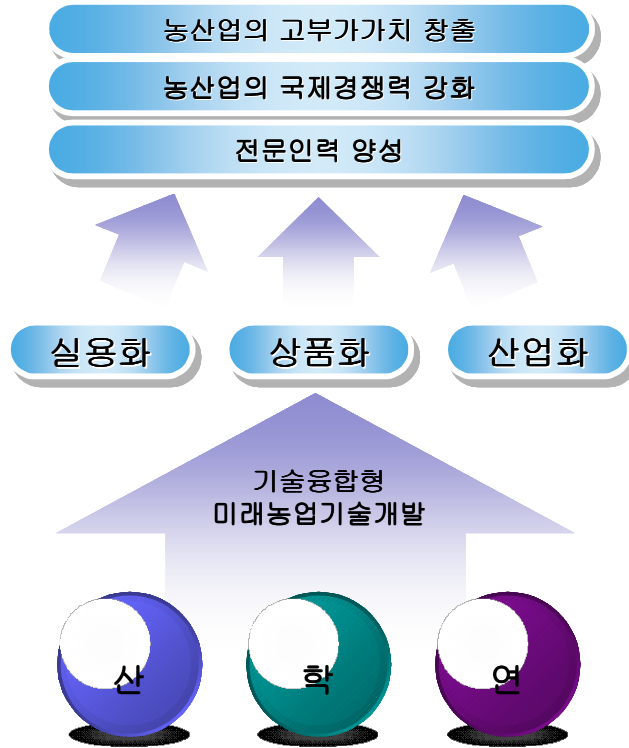 농산업의 고부가가치 창출
농산업의 국제경쟁력 강화
전문인력 양성
실용화
상품화
산업화
기술융합형
미래농업기술개발
산
학
연